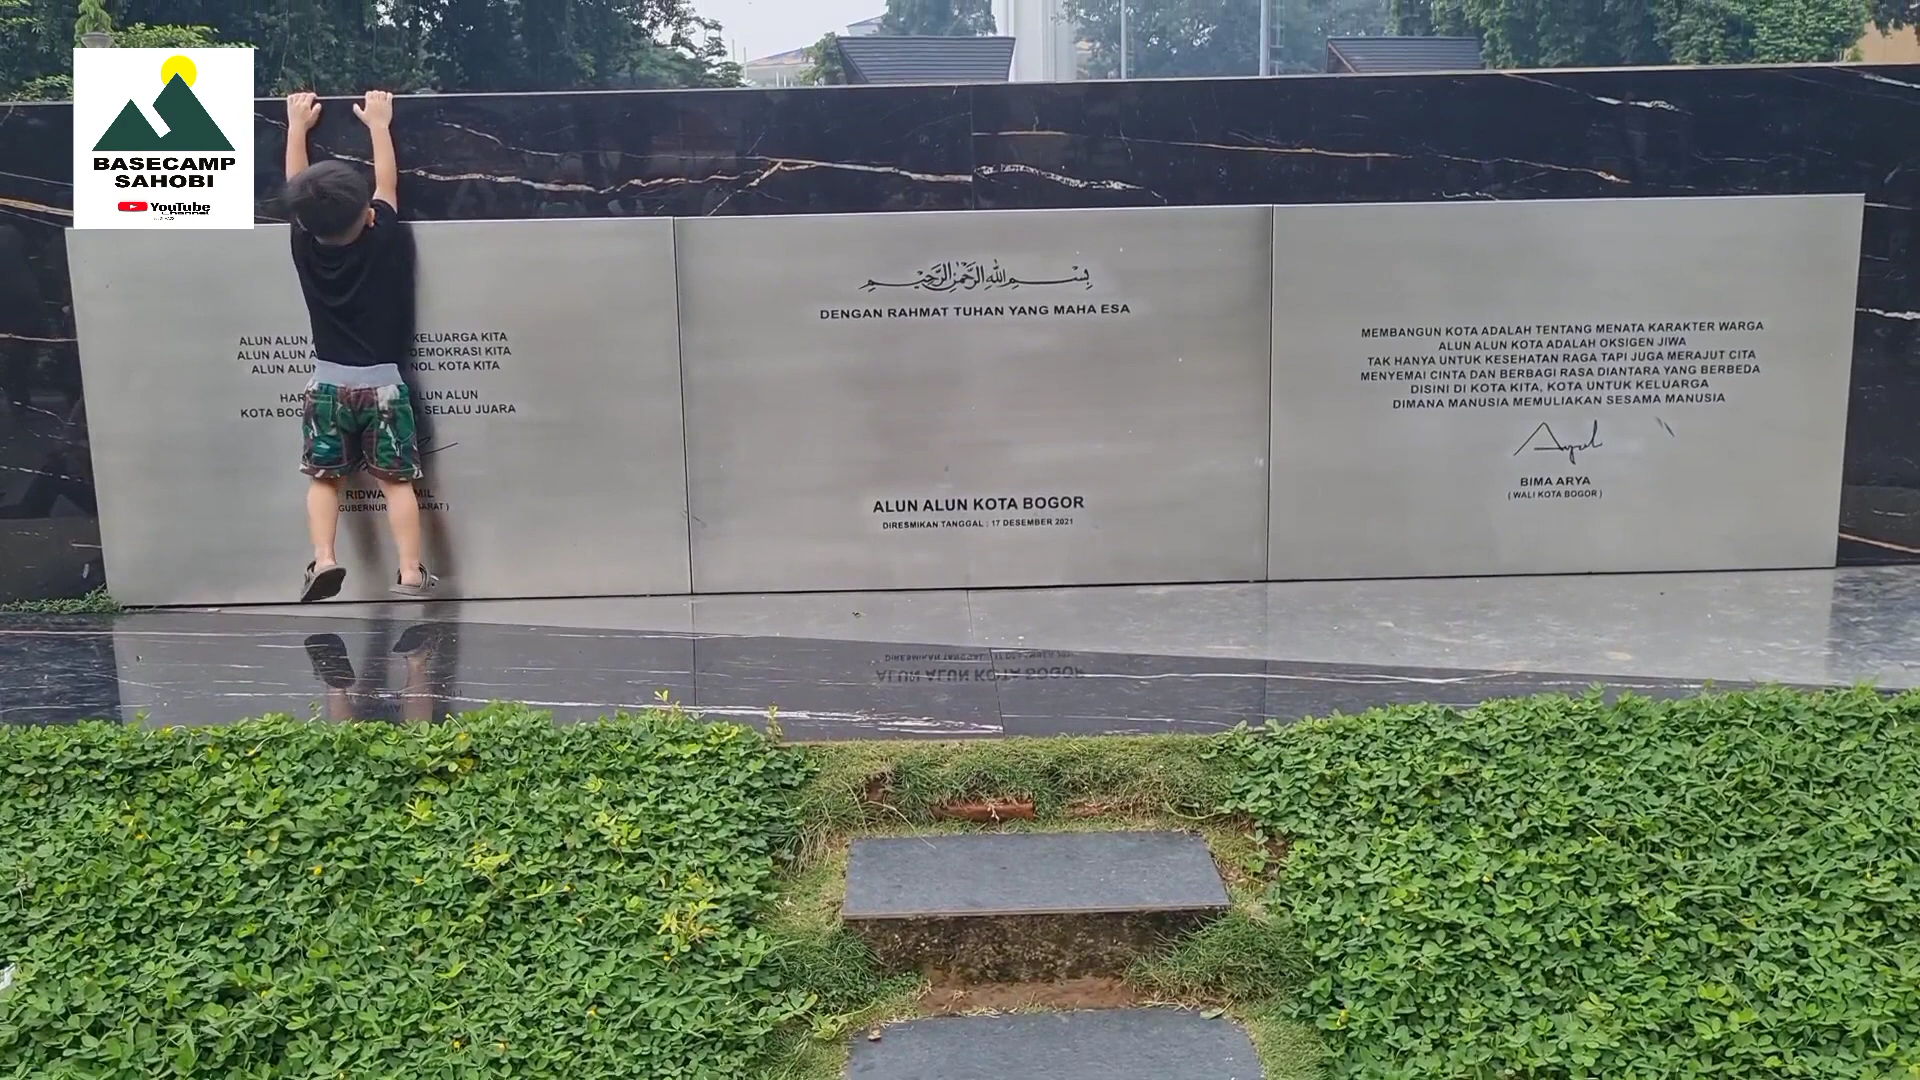 BASECAMP
SAHOBI
YouTube
Channel
ALUN ALUN KELUARGA KITA
ALUN ALUN DEMOKRASI KITA
ALUN ALUN NOL KOTA KITA
LUN ALUN
KOTA SELALU JUARA
RIDWA MIL
GUBERNUR
بِسْمِ اللهِ الرَّحْمٰنِ الرَّحِيْمِ
DENGAN RAHMAT TUHAN YANG MAHA ESA
ALUN ALUN KOTA BOGOR
DIRESMIKAN TANGGAL : 17 DESEMBER 2021
MEMBANGUN KOTA ADALAH TENTANG MENATA KARAKTER WARGA
ALUN ALUN KOTA ADALAH OKSIGEN JIWA
TAK HANYA UNTUK KESEHATAN RAGA TAPI JUGA MERAJUT CITA
MENYEMAI CINTA DAN BERBAGI RASA DIANTARA YANG BERBEDA
DISINI DI KOTA KITA, KOTA UNTUK KELUARGA
DIMANA MANUSIA MEMULIAKAN SESAMA MANUSIA
BIMA ARYA
( WALI KOTA BOGOR )